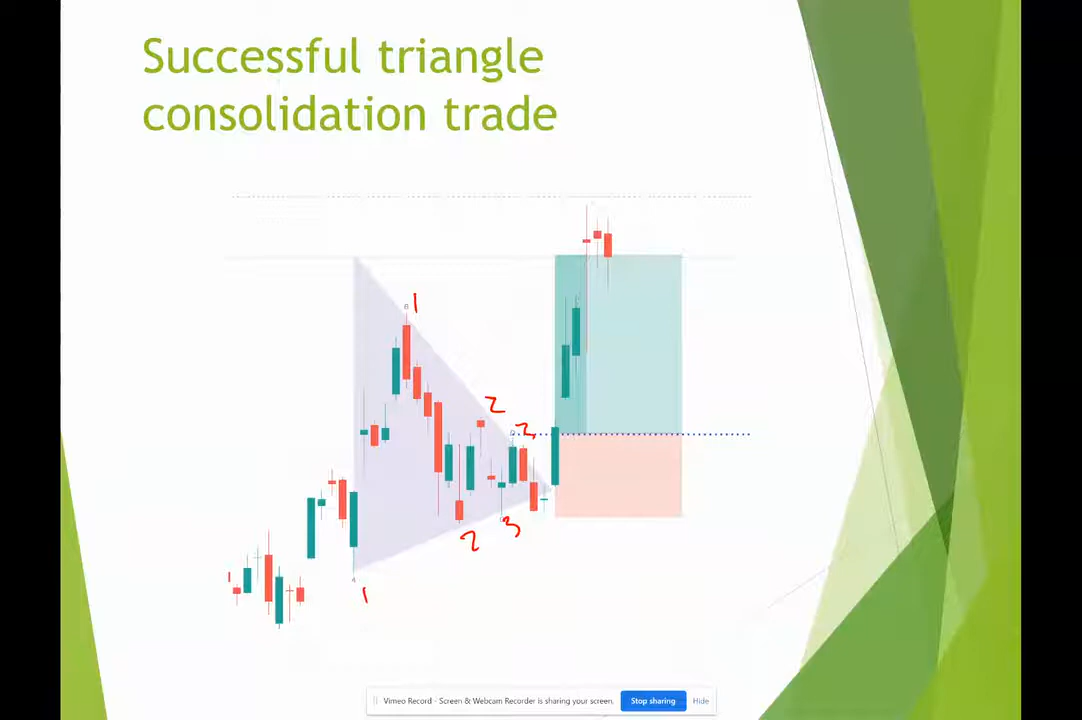 Successful triangle
consolidation trade
1
2
2
3
2
1
Vimeo Record - Screen & Webcam Recorder is sharing your screen.
Stop sharing
Hide